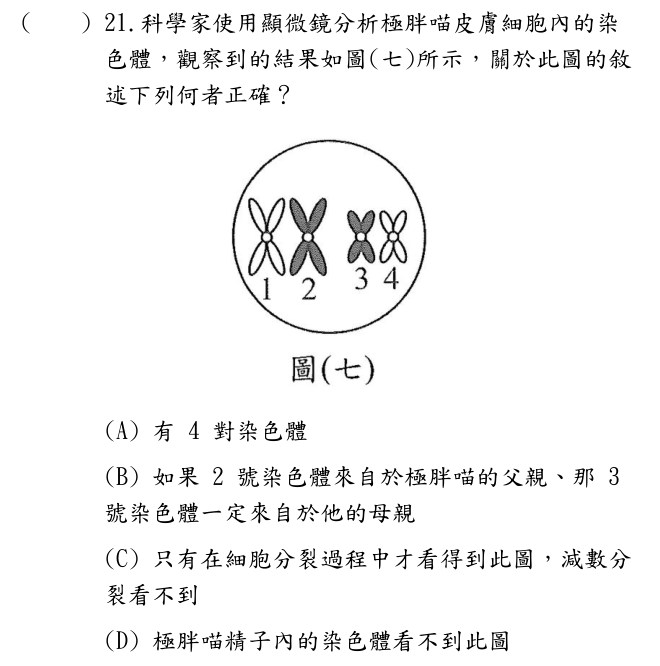 (　　) 21.科學家使用顯微鏡分析極胖喵皮膚細胞內的染
色體，觀察到的結果如圖(七)所示，關於此圖的敘
述下列何者正確？
1 2 3 4
圖(七)
(A) 有 4 對染色體
(B) 如果 2 號染色體來自於極胖喵的父親、那 3
號染色體一定來自於他的母親
(C) 只有在細胞分裂過程中才看得到此圖，減數分
裂看不到
(D) 極胖喵精子內的染色體看不到此圖